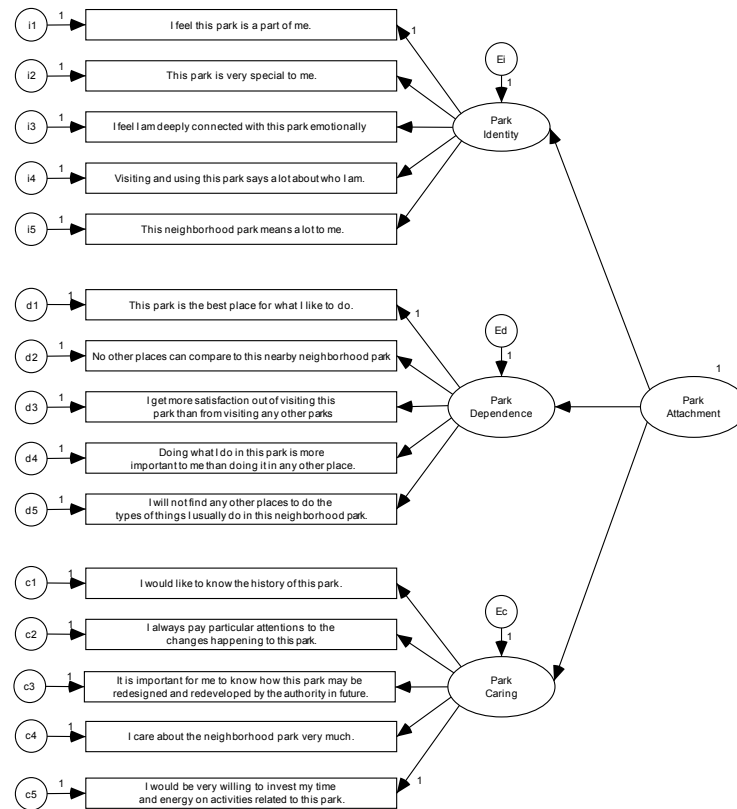 i1
1
I feel this park is a part of me.
1
i2
1
This park is very special to me.
Ei
1
i3
1
I feel I am deeply connected with this park emotionally
Park
Identity
i4
1
Visiting and using this park says a lot about who I am.
i5
1
This neighborhood park means a lot to me.
d1
1
This park is the best place for what I like to do.
1
d2
1
No other places can compare to this nearby neighborhood park
Ed
1
d3
1
I get more satisfaction out of visiting this
park than from visiting any other parks
Park
Dependence
1
Park
Attachment
d4
1
Doing what I do in this park is more
important to me than doing it in any other place.
d5
1
I will not find any other places to do the
types of things I usually do in this neighborhood park.
c1
1
I would like to know the history of this park.
c2
1
I always pay particular attentions to the
changes happening to this park.
Ec
1
c3
1
It is important for me to know how this park may be
redesigned and redeveloped by the authority in future.
Park
Caring
c4
1
I care about the neighborhood park very much.
c5
1
I would be very willing to invest my time
and energy on activities related to this park.
1